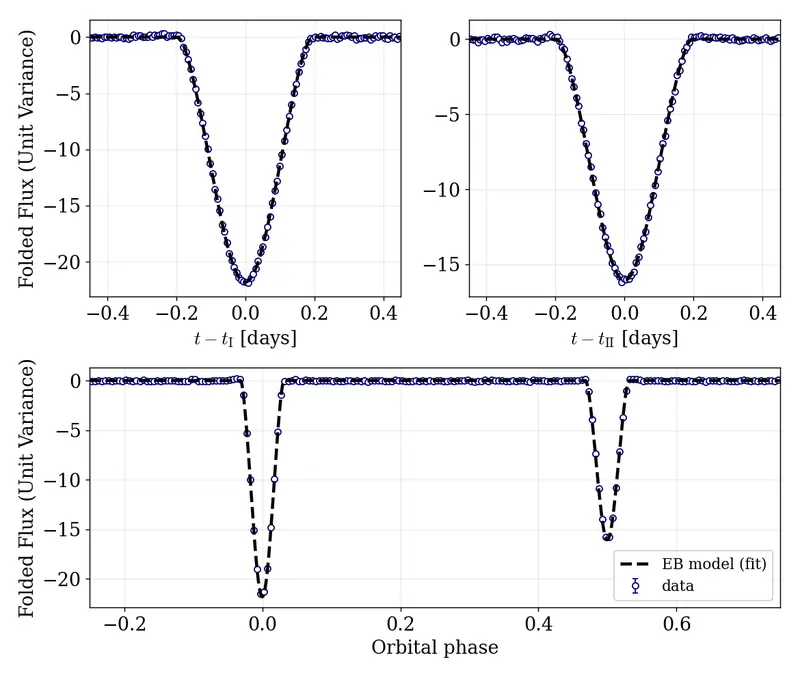 Folded Flux (Unit Variance)
0
−5
−10
−15
−20
−0.4 −0.2 0.0 0.2 0.4
t − t_I [days]
0
−5
−10
−15
−0.4 −0.2 0.0 0.2 0.4
t − t_II [days]
Folded Flux (Unit Variance)
0
−5
−10
−15
−20
EB model (fit)
data
−0.2 0.0 0.2 0.4 0.6
Orbital phase